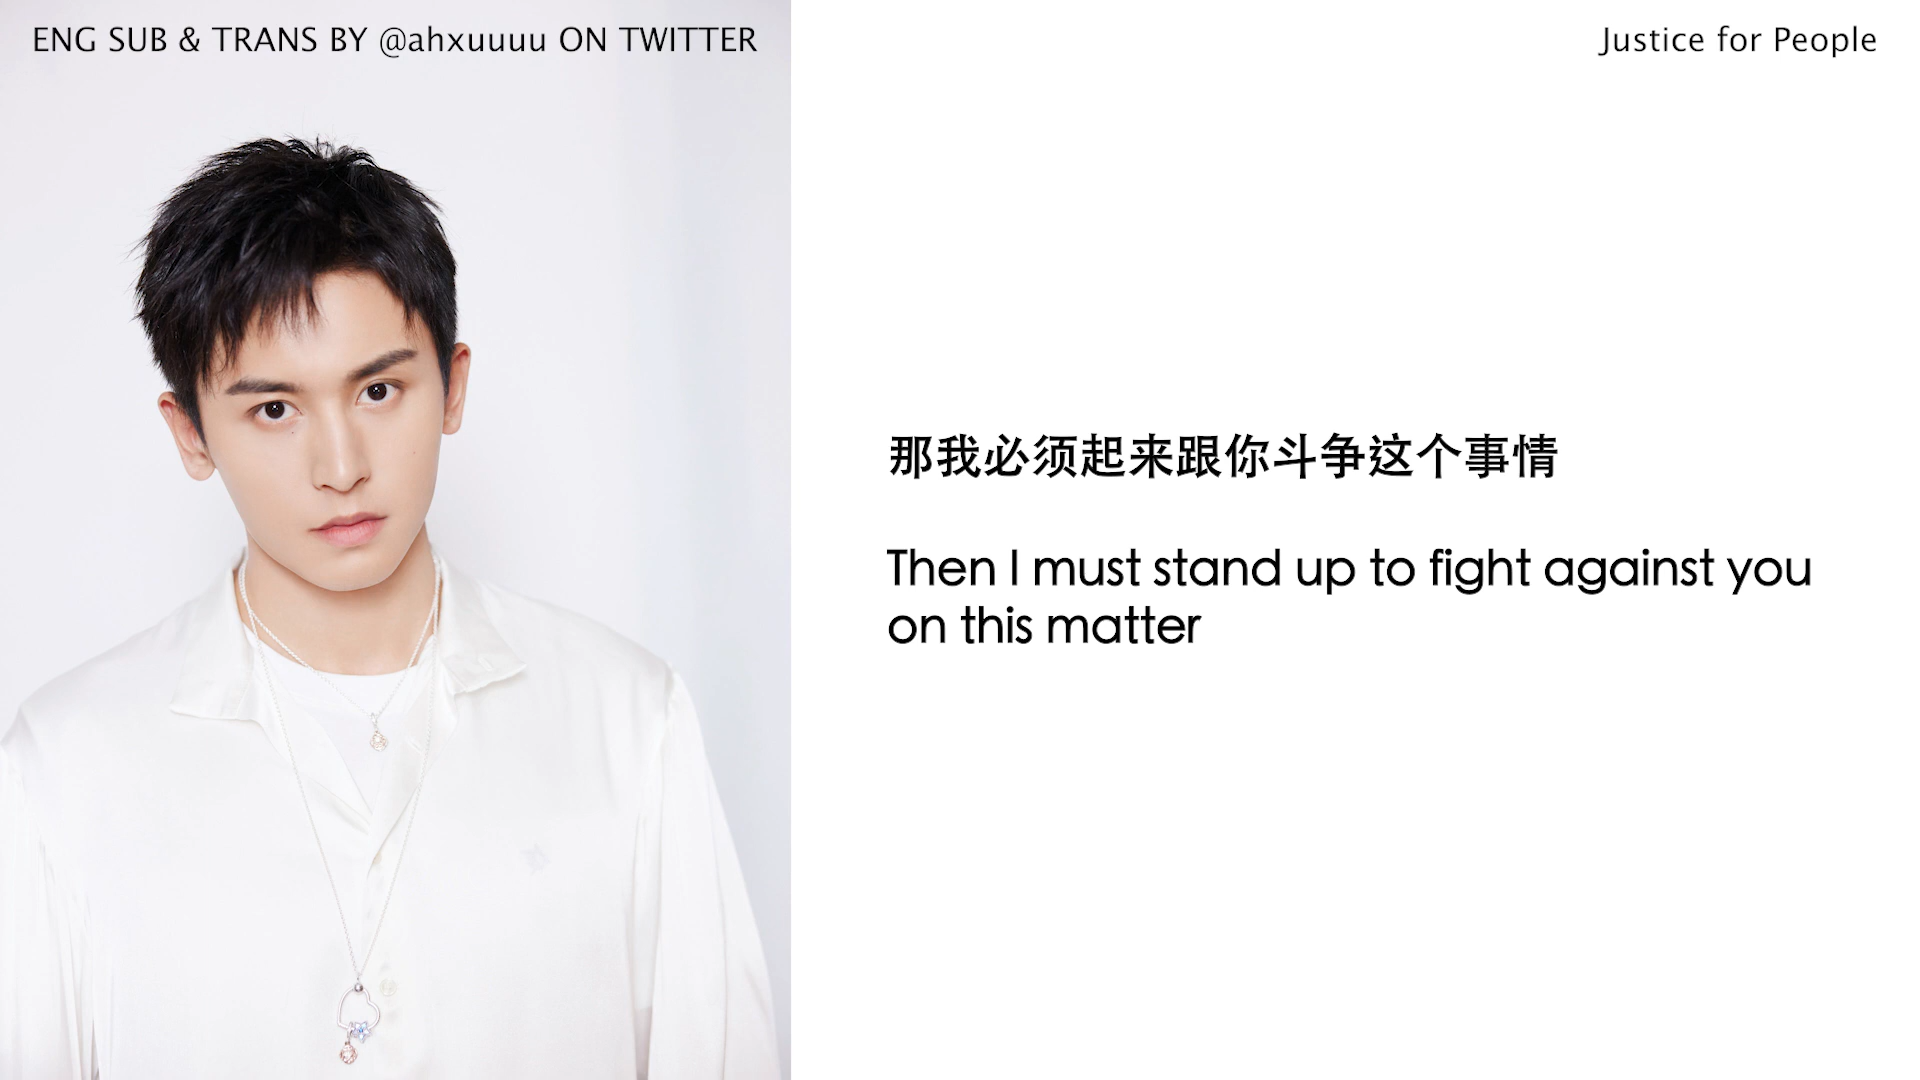 ENG SUB & TRANS BY @ahxuuuu ON TWITTER
Justice for People
那我必须起来跟你斗争这个事情
Then I must stand up to fight against you
on this matter